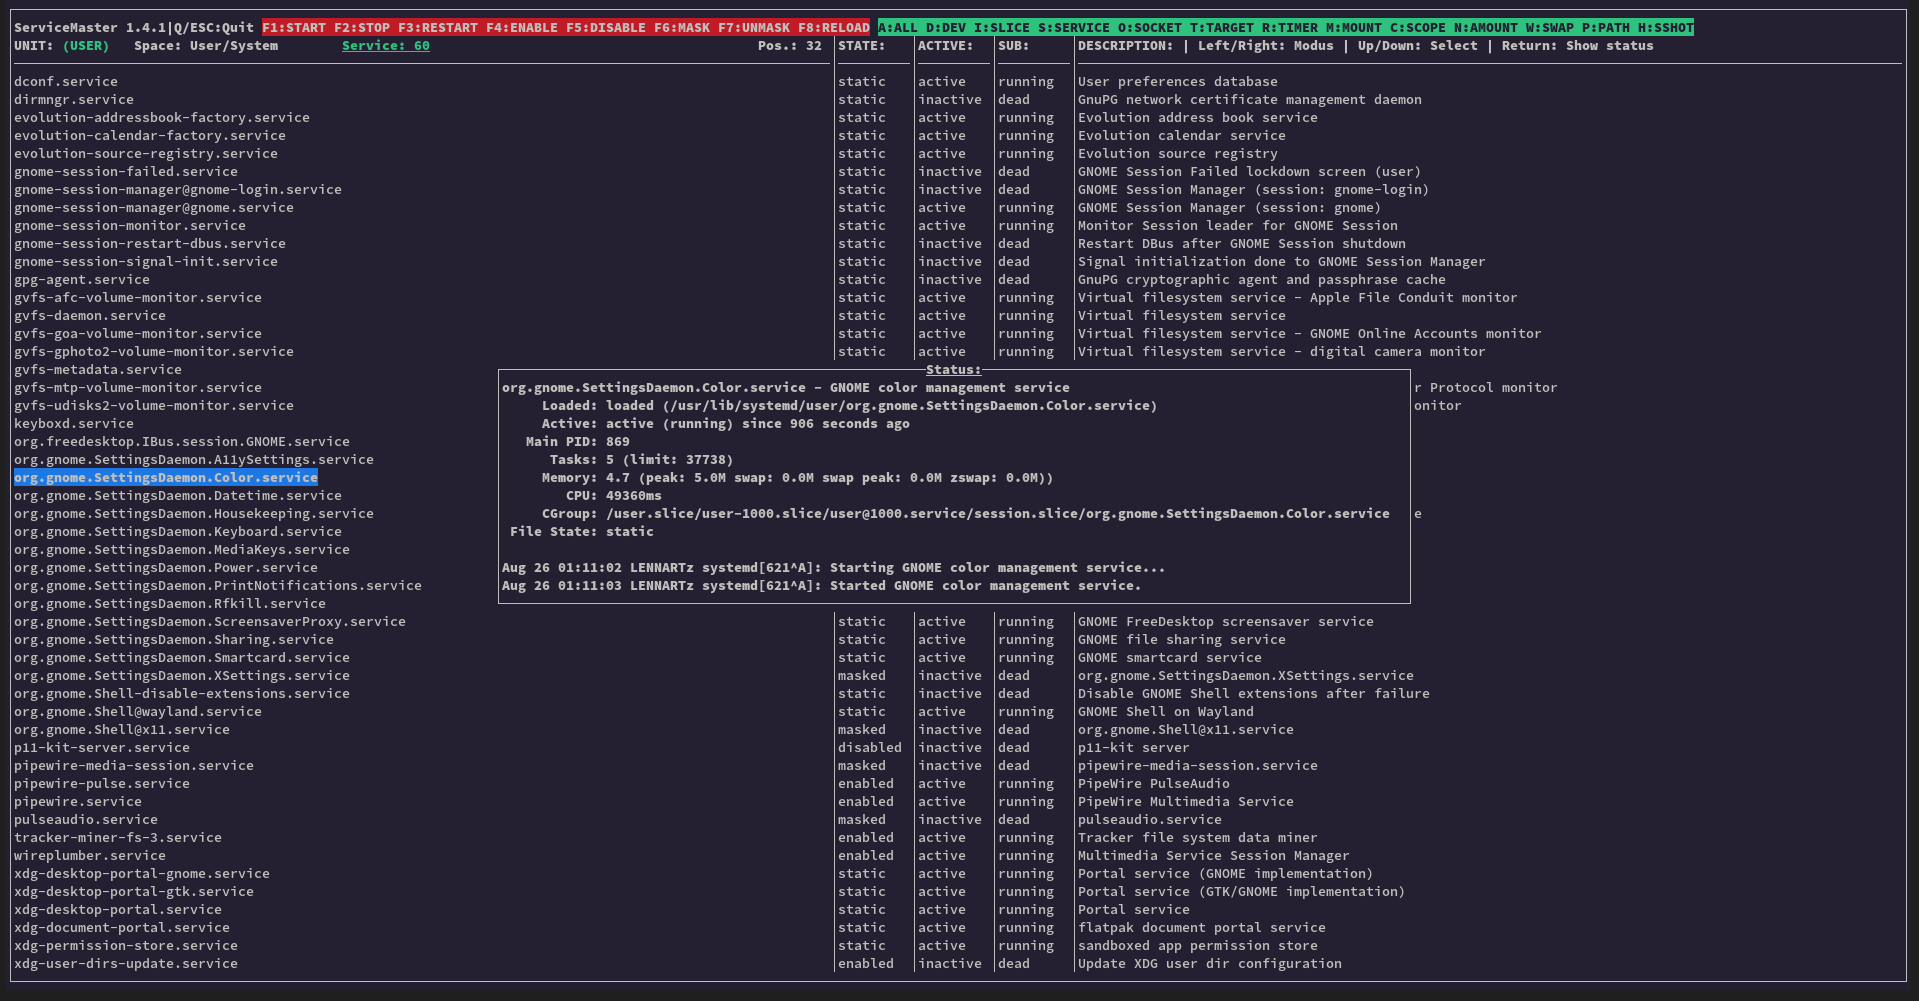 ServiceMaster 1.4.1|Q/ESC:Quit F1:START F2:STOP F3:RESTART F4:ENABLE F5:DISABLE F6:MASK F7:UNMASK F8:RELOAD A:ALL D:DEV I:SLICE S:SERVICE O:SOCKET T:TARGET R:TIMER M:MOUNT C:SCOPE N:AMOUNT W:SWAP P:PATH H:SSHOT
UNIT: (USER) Space: User/System Service: 60 Pos.: 32 STATE: ACTIVE: SUB: DESCRIPTION: | Left/Right: Modus | Up/Down: Select | Return: Show status
dconf.service static active running User preferences database
dirmngr.service static inactive dead GnuPG network certificate management daemon
evolution-addressbook-factory.service static active running Evolution address book service
evolution-calendar-factory.service static active running Evolution calendar service
evolution-source-registry.service static active running Evolution source registry
gnome-session-failed.service static inactive dead GNOME Session Failed lockdown screen (user)
gnome-session-manager@gnome-login.service static inactive dead GNOME Session Manager (session: gnome-login)
gnome-session-manager@gnome.service static active running GNOME Session Manager (session: gnome)
gnome-session-monitor.service static active running Monitor Session leader for GNOME Session
gnome-session-restart-dbus.service static inactive dead Restart DBus after GNOME Session shutdown
gnome-session-signal-init.service static inactive dead Signal initialization done to GNOME Session Manager
gpg-agent.service static inactive dead GnuPG cryptographic agent and passphrase cache
gvfs-afc-volume-monitor.service static active running Virtual filesystem service - Apple File Conduit monitor
gvfs-daemon.service static active running Virtual filesystem service
gvfs-goa-volume-monitor.service static active running Virtual filesystem service - GNOME Online Accounts monitor
gvfs-gphoto2-volume-monitor.service static active running Virtual filesystem service - digital camera monitor
gvfs-metadata.service Status:
gvfs-mtp-volume-monitor.service org.gnome.SettingsDaemon.Color.service - GNOME color management service r Protocol monitor
gvfs-udisks2-volume-monitor.service Loaded: loaded (/usr/lib/systemd/user/org.gnome.SettingsDaemon.Color.service) onitor
keyboxd.service Active: active (running) since 906 seconds ago
org.freedesktop.IBus.session.GNOME.service Main PID: 869
org.gnome.SettingsDaemon.A11ySettings.service Tasks: 5 (limit: 37738)
org.gnome.SettingsDaemon.Color.service Memory: 4.7 (peak: 5.0M swap: 0.0M swap peak: 0.0M zswap: 0.0M))
org.gnome.SettingsDaemon.Datetime.service CPU: 49360ms
org.gnome.SettingsDaemon.Housekeeping.service CGroup: /user.slice/user-1000.slice/user@1000.service/session.slice/org.gnome.SettingsDaemon.Color.service e
org.gnome.SettingsDaemon.Keyboard.service File State: static
org.gnome.SettingsDaemon.MediaKeys.service
org.gnome.SettingsDaemon.Power.service Aug 26 01:11:02 LENNARTz systemd[621^A]: Starting GNOME color management service...
org.gnome.SettingsDaemon.PrintNotifications.service Aug 26 01:11:03 LENNARTz systemd[621^A]: Started GNOME color management service.
org.gnome.SettingsDaemon.Rfkill.service
org.gnome.SettingsDaemon.ScreensaverProxy.service static active running GNOME FreeDesktop screensaver service
org.gnome.SettingsDaemon.Sharing.service static active running GNOME file sharing service
org.gnome.SettingsDaemon.Smartcard.service static active running GNOME smartcard service
org.gnome.SettingsDaemon.XSettings.service masked inactive dead org.gnome.SettingsDaemon.XSettings.service
org.gnome.Shell-disable-extensions.service static inactive dead Disable GNOME Shell extensions after failure
org.gnome.Shell@wayland.service static active running GNOME Shell on Wayland
org.gnome.Shell@x11.service masked inactive dead org.gnome.Shell@x11.service
p11-kit-server.service disabled inactive dead p11-kit server
pipewire-media-session.service masked inactive dead pipewire-media-session.service
pipewire-pulse.service enabled active running PipeWire PulseAudio
pipewire.service enabled active running PipeWire Multimedia Service
pulseaudio.service masked inactive dead pulseaudio.service
tracker-miner-fs-3.service enabled active running Tracker file system data miner
wireplumber.service enabled active running Multimedia Service Session Manager
xdg-desktop-portal-gnome.service static active running Portal service (GNOME implementation)
xdg-desktop-portal-gtk.service static active running Portal service (GTK/GNOME implementation)
xdg-desktop-portal.service static active running Portal service
xdg-document-portal.service static active running flatpak document portal service
xdg-permission-store.service static active running sandboxed app permission store
xdg-user-dirs-update.service enabled inactive dead Update XDG user dir configuration